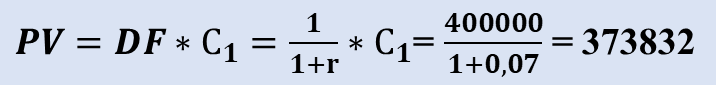 PV = DF * C₁ = 1/(1+r) * C₁= 400000/(1+0,07) = 373832